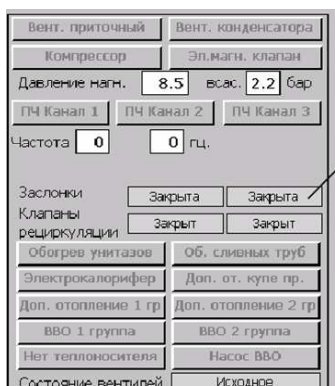 Вент. приточный Вент. конденсатора
Компрессор Эл.магн. клапан
Давление нагн. 8.5 всас. 2.2 бар
ПЧ Канал 1 ПЧ Канал 2 ПЧ Канал 3
Частота 0 0 гц.
Заслонки Закрыта Закрыта
Клапаны
рециркуляции Закрыт Закрыт
Обогрев унитазов Об. сливных труб
Электрокалорифер Доп. от. купе пр.
Доп. отопление 1 гр Доп. отопление 2 гр
ВВО 1 группа ВВО 2 группа
Нет теплоносителя Насос ВВО
Состояние вентилей Исходное